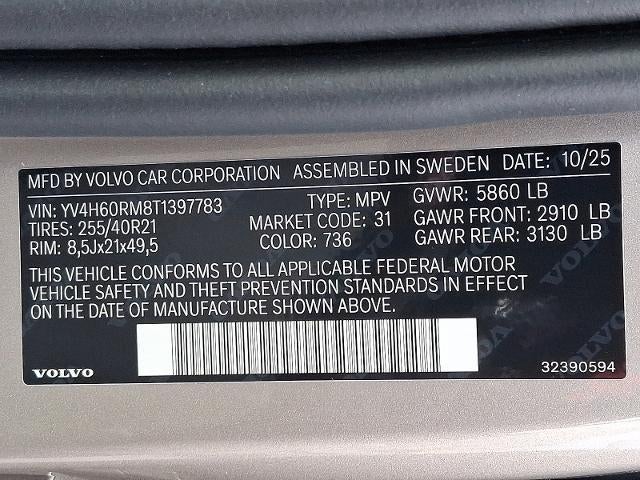 MFD BY VOLVO CAR CORPORATION ASSEMBLED IN SWEDEN DATE: 10/25
VIN: YV4H60RM8T1397783 TYPE: MPV GVWR: 5860 LB
TIRES: 255/40R21 MARKET CODE: 31 GAWR FRONT: 2910 LB
RIM: 8,5Jx21x49,5 COLOR: 736 GAWR REAR: 3130 LB
THIS VEHICLE CONFORMS TO ALL APPLICABLE FEDERAL MOTOR
VEHICLE SAFETY AND THEFT PREVENTION STANDARDS IN EFFECT
ON THE DATE OF MANUFACTURE SHOWN ABOVE.
VOLVO
32390594